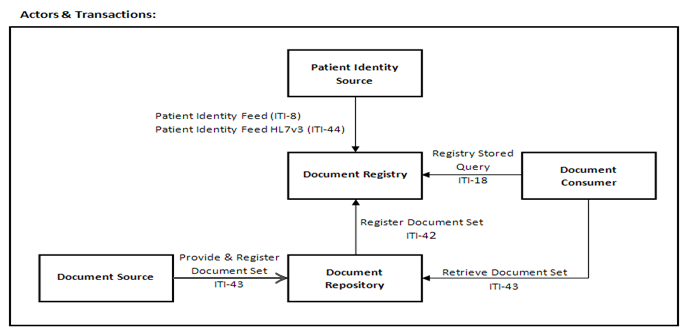 Actors & Transactions:
Patient Identity
Source
Patient Identity Feed (ITI-8)
Patient Identity Feed HL7v3 (ITI-44)
Document Registry
Registry Stored
Query
ITI-18
Document
Consumer
Register Document Set
ITI-42
Document Source
Provide & Register
Document Set
ITI-43
Document
Repository
Retrieve Document Set
ITI-43